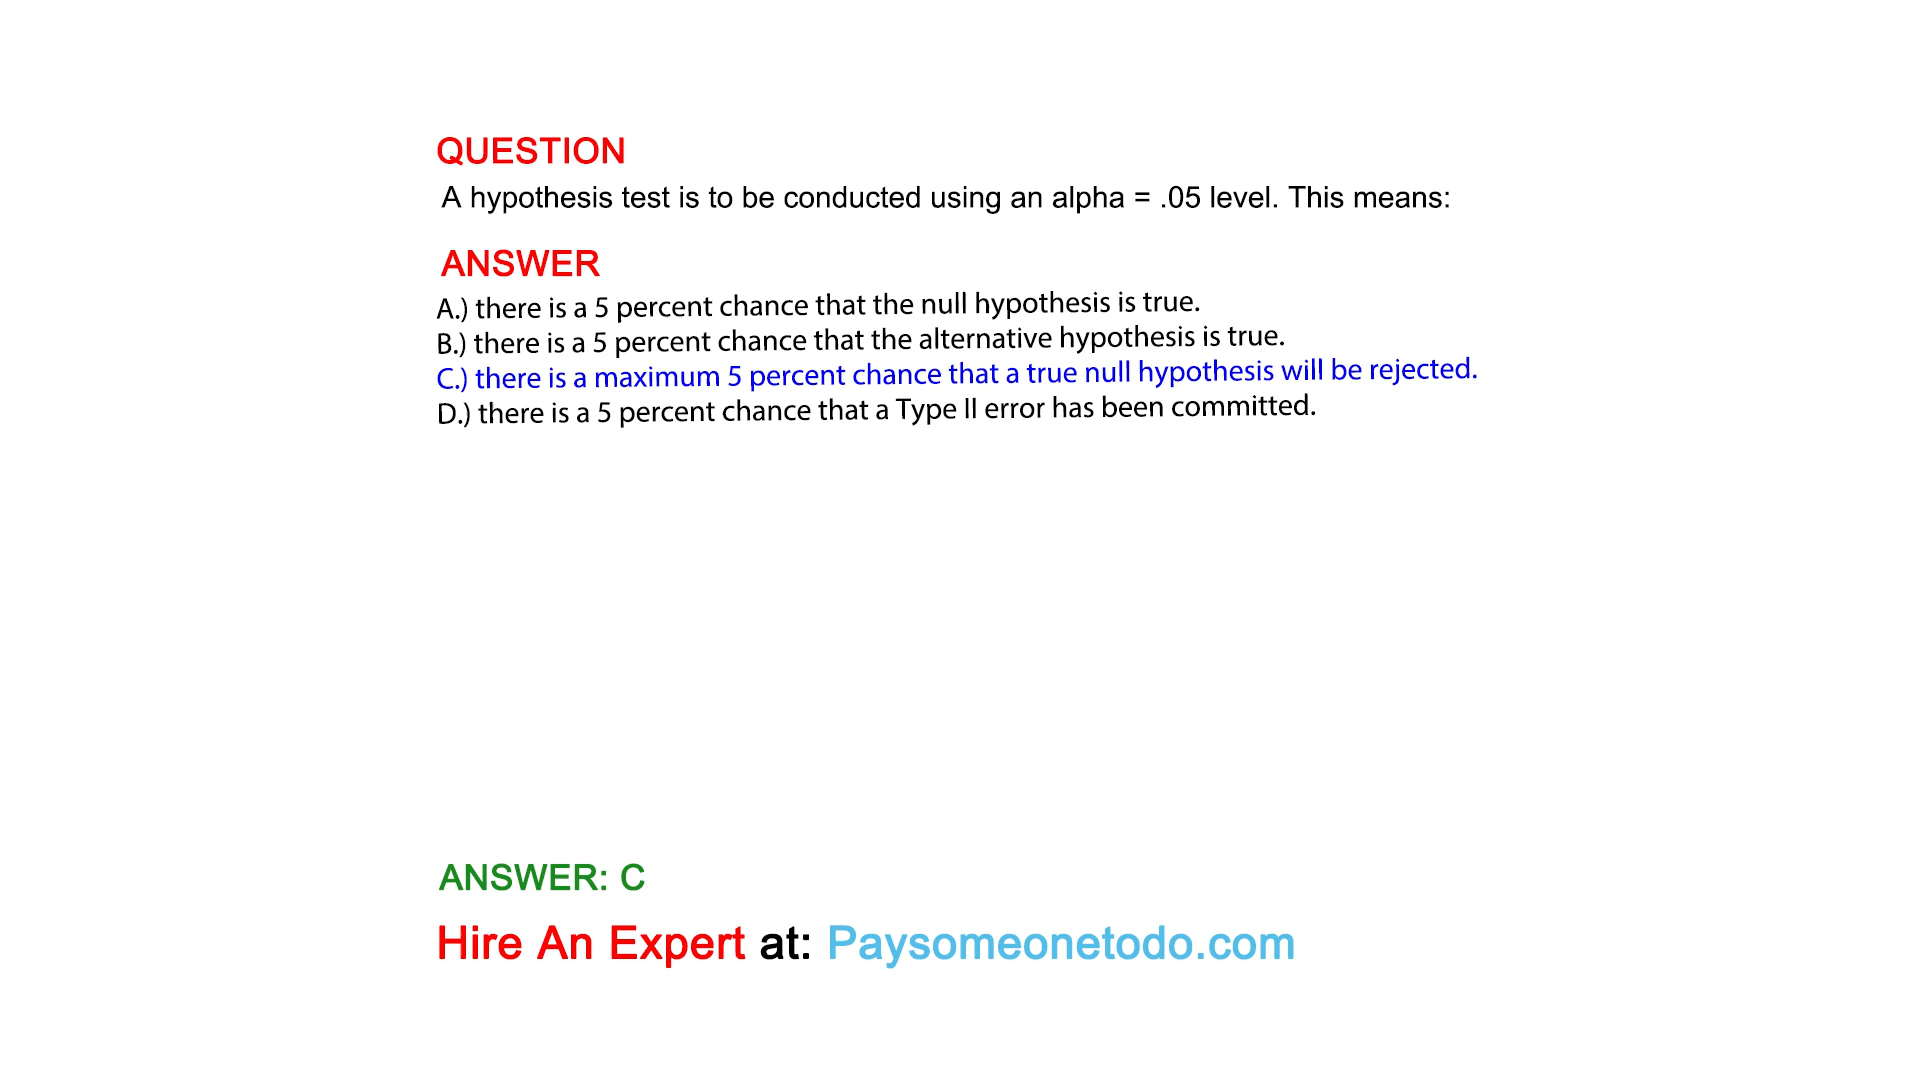 QUESTION
A hypothesis test is to be conducted using an alpha = .05 level. This means:
ANSWER
A.) there is a 5 percent chance that the null hypothesis is true.
B.) there is a 5 percent chance that the alternative hypothesis is true.
C.) there is a maximum 5 percent chance that a true null hypothesis will be rejected.
D.) there is a 5 percent chance that a Type II error has been committed.
ANSWER: C
Hire An Expert at: Paysomeonetodo.com